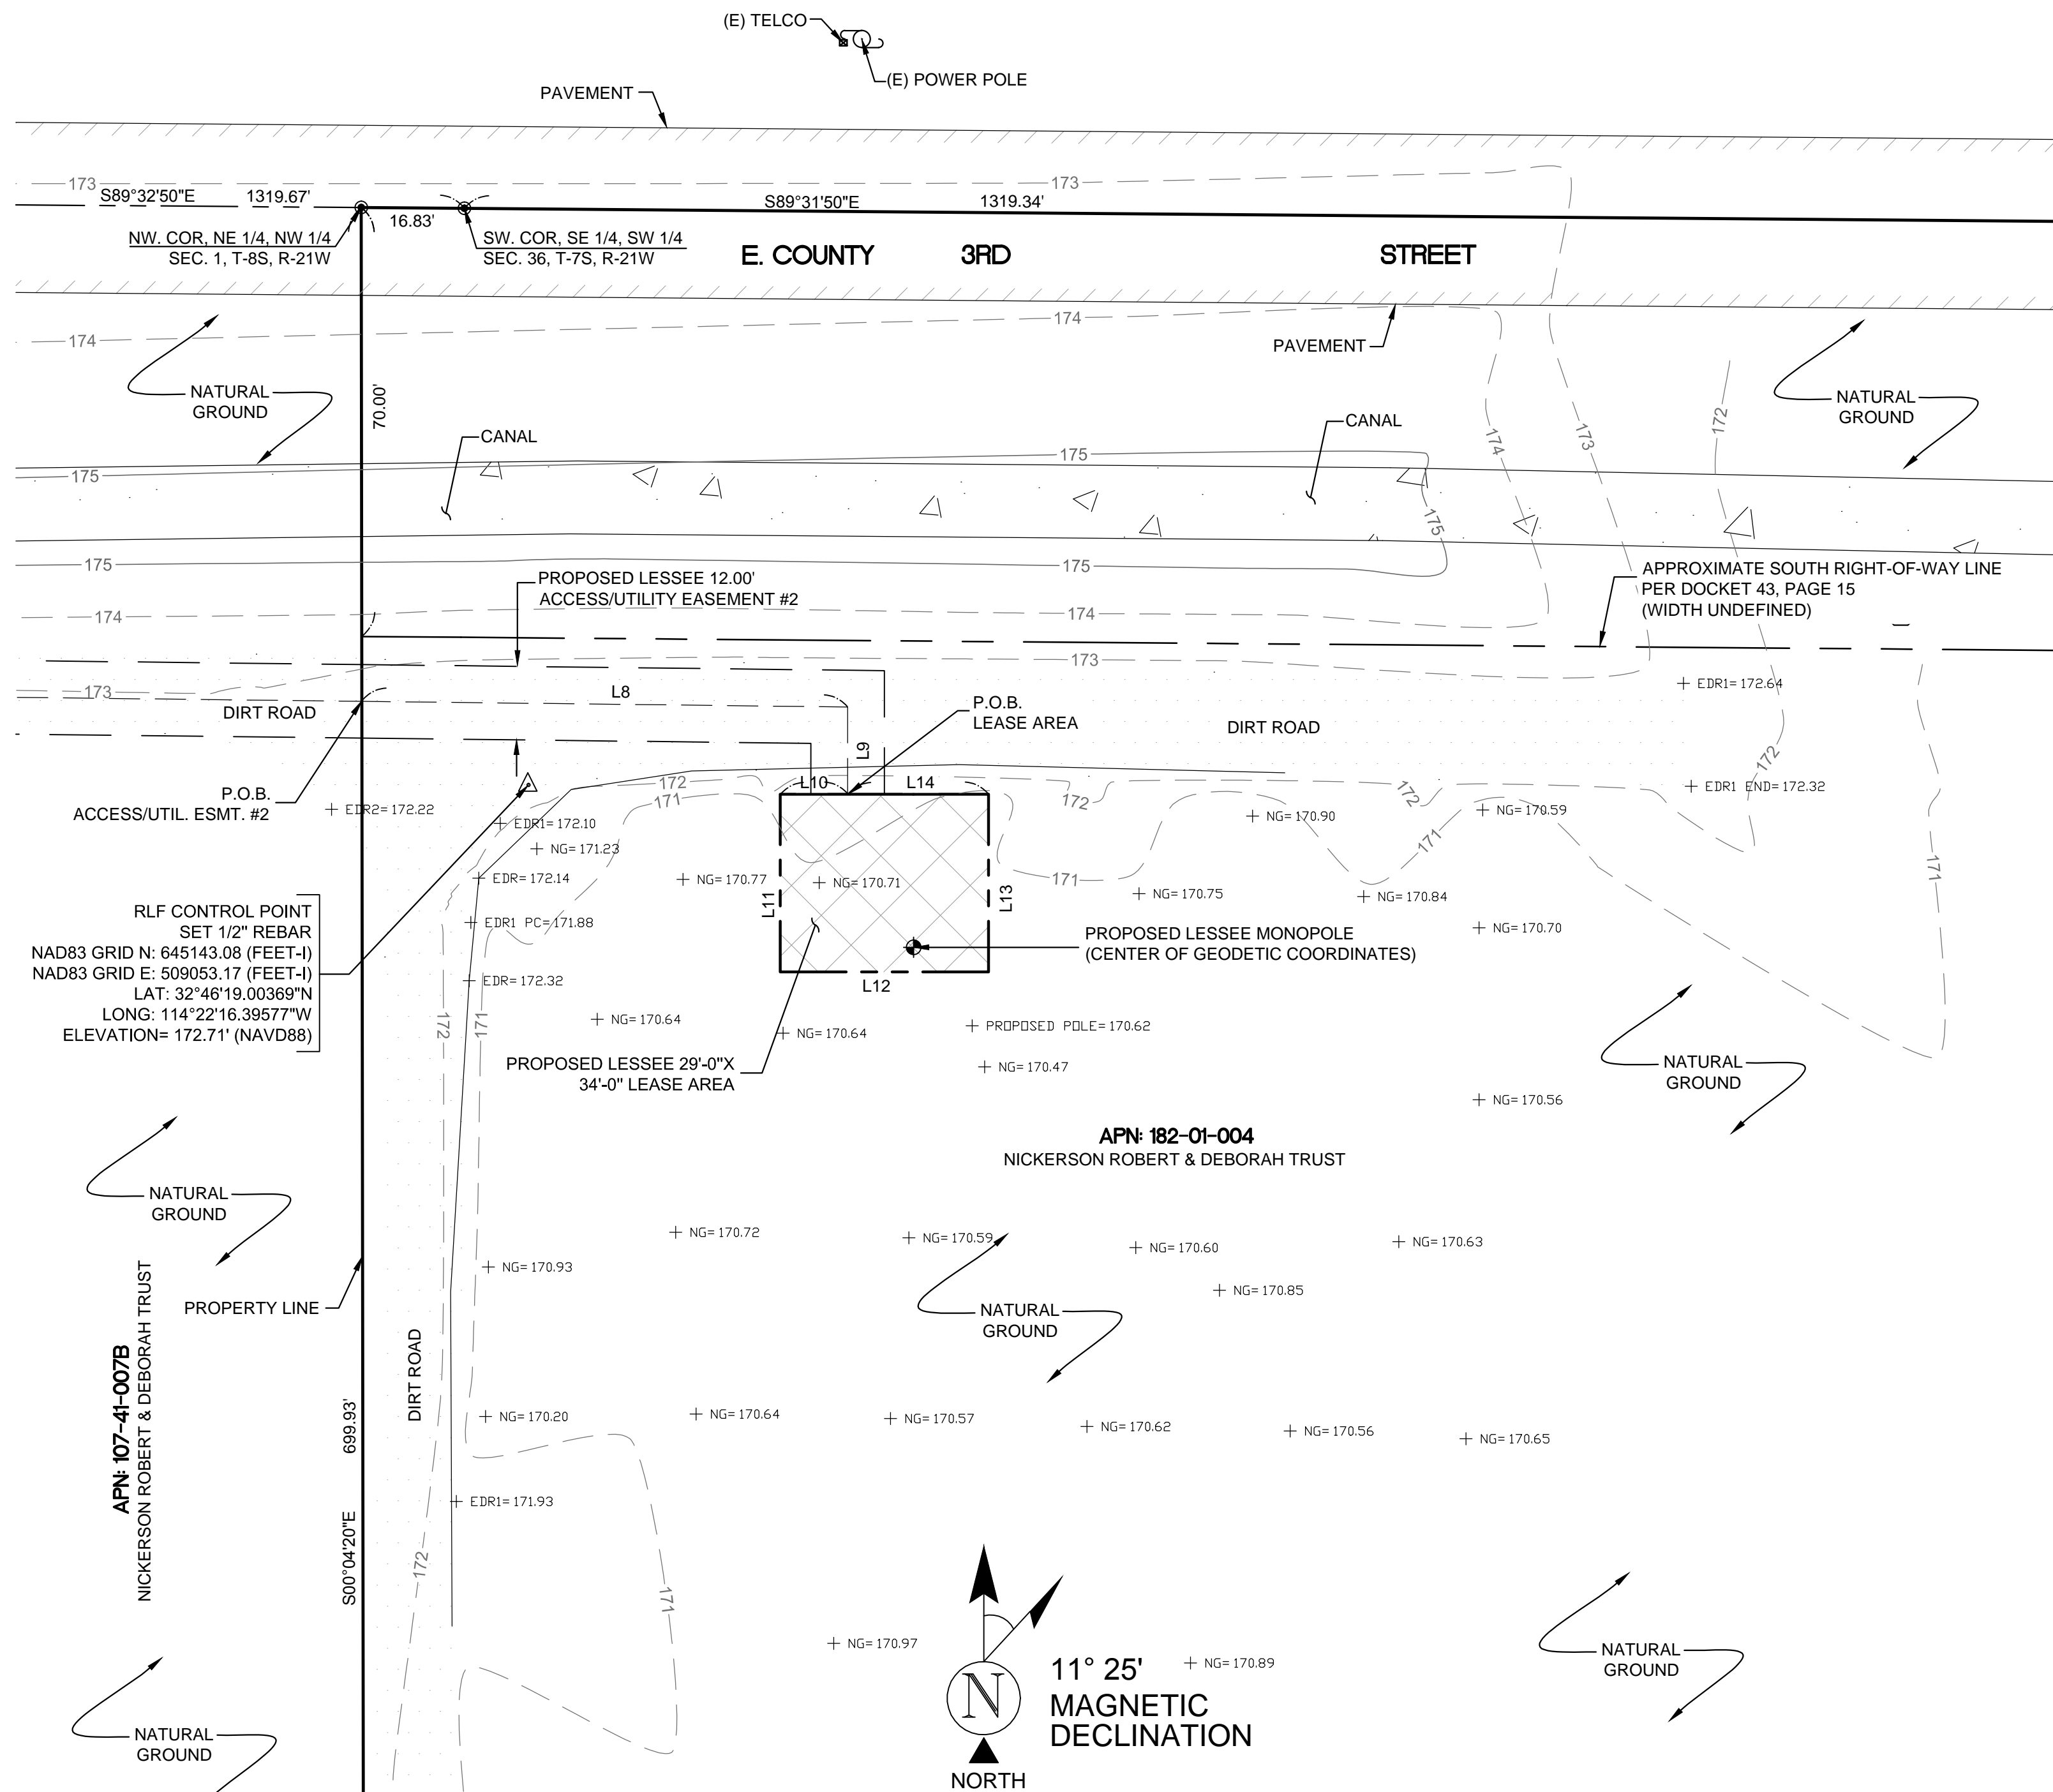 (E) TELCO
(E) POWER POLE
PAVEMENT
173
173
S89°32'50"E 1319.67'
S89°31'50"E 1319.34'
16.83'
NW. COR, NE 1/4, NW 1/4
SEC. 1, T-8S, R-21W
SW. COR, SE 1/4, SW 1/4
SEC. 36, T-7S, R-21W
E. COUNTY 3RD STREET
174
174
PAVEMENT
NATURAL
GROUND
70.00'
NATURAL
GROUND
172
CANAL
CANAL
174
173
175
175
175
175
175
PROPOSED LESSEE 12.00'
ACCESS/UTILITY EASEMENT #2
APPROXIMATE SOUTH RIGHT-OF-WAY LINE
PER DOCKET 43, PAGE 15
(WIDTH UNDEFINED)
174
174
173
173
L8
EDR1=172.64
DIRT ROAD
P.O.B.
LEASE AREA
DIRT ROAD
L9
172
P.O.B.
ACCESS/UTIL. ESMT. #2
172
171
L10
L14
172
172
EDR1 END=172.32
EDR2=172.22
EDR1=172.10
NG=170.90
NG=170.59
NG=171.23
171
171
EDR=172.14
NG=170.77
NG=170.71
171
NG=170.75
NG=170.84
L11
L13
EDR1 PC=171.88
NG=170.70
RLF CONTROL POINT
SET 1/2" REBAR
NAD83 GRID N: 645143.08 (FEET-I)
NAD83 GRID E: 509053.17 (FEET-I)
LAT: 32°46'19.00369"N
LONG: 114°22'16.39577"W
ELEVATION= 172.71' (NAVD88)
PROPOSED LESSEE MONOPOLE
(CENTER OF GEODETIC COORDINATES)
EDR=172.32
L12
172
171
NG=170.64
NG=170.64
PROPOSED POLE=170.62
PROPOSED LESSEE 29'-0"X
34'-0" LEASE AREA
NG=170.47
NATURAL
GROUND
NG=170.56
APN: 182-01-004
NICKERSON ROBERT & DEBORAH TRUST
NATURAL
GROUND
NG=170.72
NG=170.59
NG=170.60
NG=170.63
NG=170.93
NG=170.85
PROPERTY LINE
NATURAL
GROUND
APN: 107-41-007B
NICKERSON ROBERT & DEBORAH TRUST
DIRT ROAD
S00°04'20"E 699.93'
NG=170.20
NG=170.64
NG=170.57
NG=170.62
NG=170.56
NG=170.65
EDR1=171.93
172
171
NG=170.97
NG=170.89
N
11° 25'
MAGNETIC
DECLINATION
NORTH
NATURAL
GROUND
NATURAL
GROUND